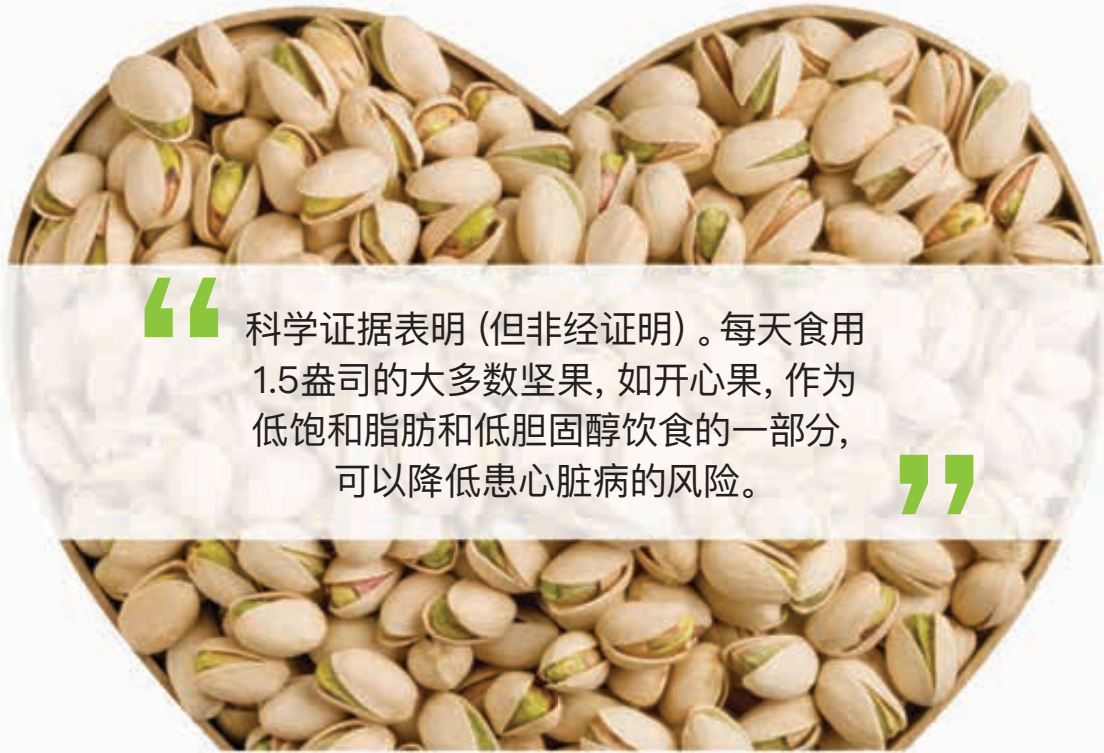 “科学证据表明 (但非经证明) 。每天食用
1.5盎司的大多数坚果, 如开心果, 作为
低饱和脂肪和低胆固醇饮食的一部分,
可以降低患心脏病的风险。”